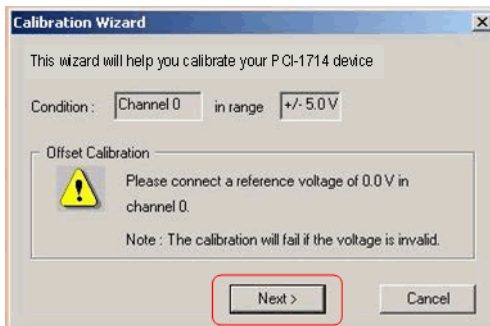 Calibration Wizard
This wizard will help you calibrate your PCI-1714 device
Condition : Channel 0 in range +/- 5.0 V
Offset Calibration
Please connect a reference voltage of 0.0 V in
channel 0.
Note : The calibration will fail if the voltage is invalid.
Next > Cancel